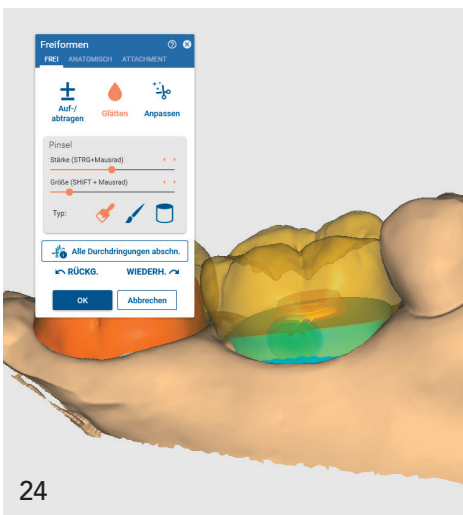 Freiformen
FREI ANATOMISCH ATTACHMENT
Auf-/
abtragen
Glätten
Anpassen
Pinsel
Stärke (STRG+Mausrad)
Größe (SHIFT + Mausrad)
Typ:
Alle Durchdringungen abschn.
RÜCKG. WIEDERH.
OK Abbrechen
24